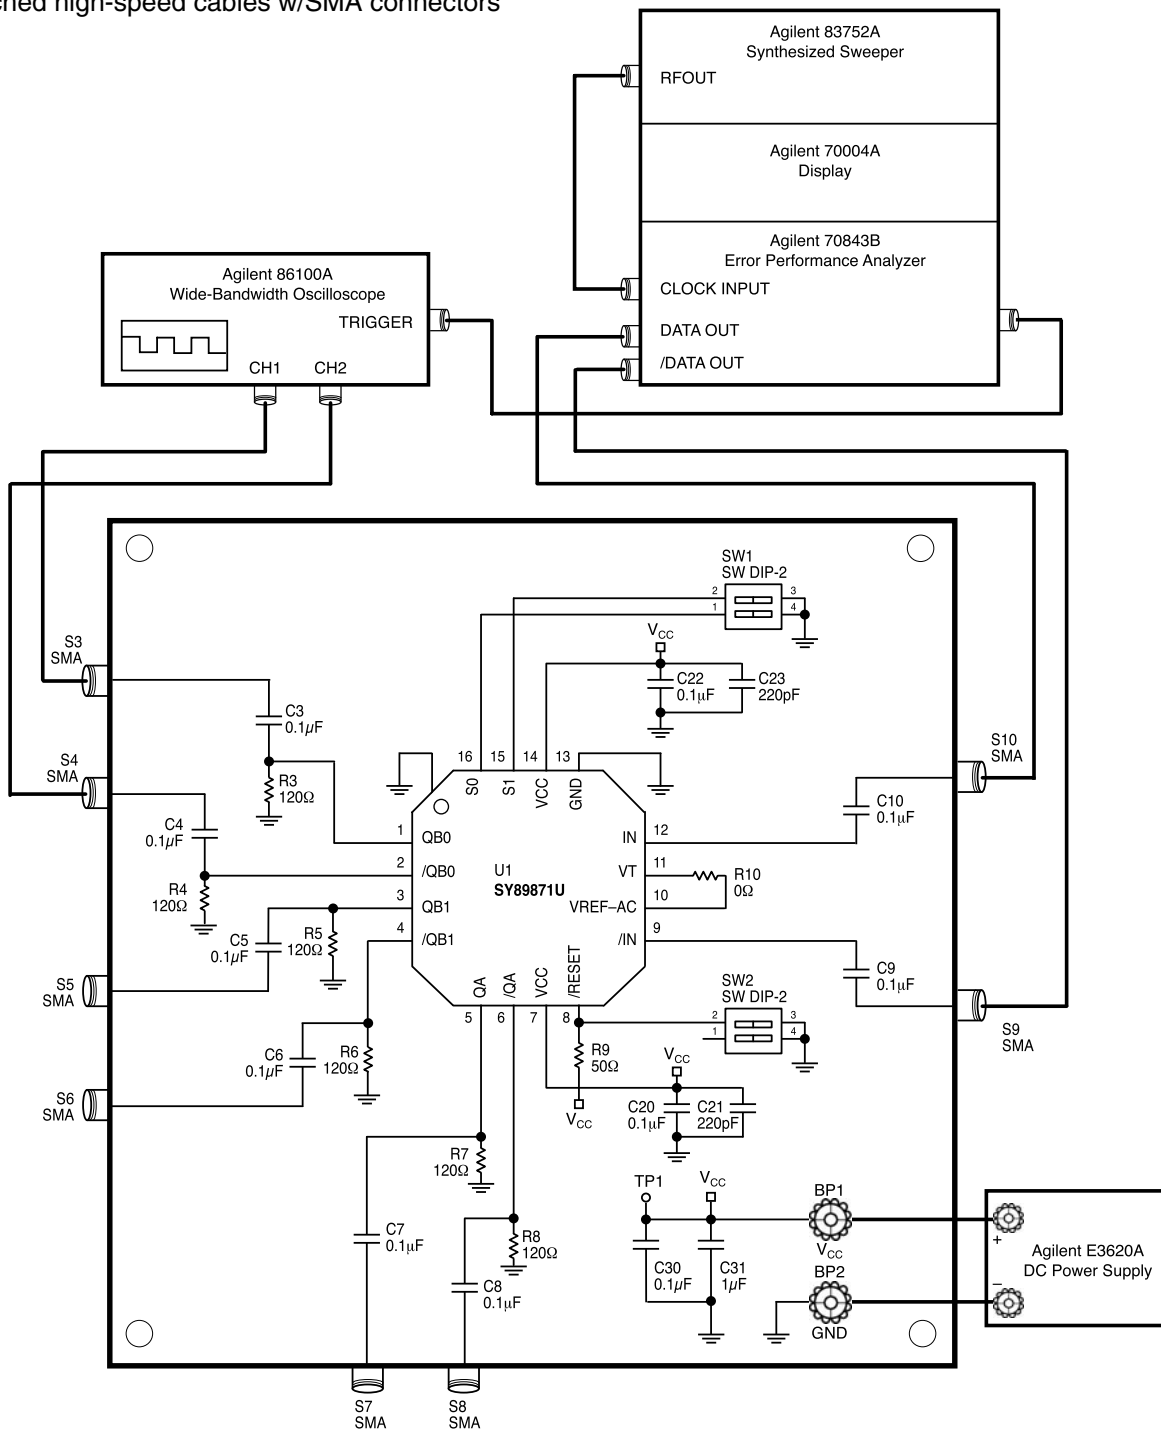 ched high-speed cables w/SMA connectors
Agilent 83752A
Synthesized Sweeper
RFOUT
Agilent 70004A
Display
Agilent 70843B
Error Performance Analyzer
CLOCK INPUT
DATA OUT
/DATA OUT
Agilent 86100A
Wide-Bandwidth Oscilloscope
TRIGGER
CH1
CH2
SW1
SW DIP-2
2
1
3
4
VCC
C22
0.1µF
C23
220pF
S3
SMA
C3
0.1µF
R3
120Ω
S4
SMA
C4
0.1µF
R4
120Ω
S10
SMA
C10
0.1µF
16
15
14
13
S0
S1
VCC
GND
1
QB0
2
/QB0
3
QB1
4
/QB1
U1
SY89871U
IN
12
VT
11
VREF–AC
10
/IN
9
R10
0Ω
C5
0.1µF
R5
120Ω
S5
SMA
QA
/QA
VCC
/RESET
5
6
7
8
C9
0.1µF
S9
SMA
SW2
SW DIP-2
2
1
3
4
C6
0.1µF
R6
120Ω
S6
SMA
R9
50Ω
VCC
VCC
C20
0.1µF
C21
220pF
R7
120Ω
C7
0.1µF
R8
120Ω
C8
0.1µF
TP1
VCC
C30
0.1µF
C31
1µF
BP1
VCC
BP2
GND
+
–
Agilent E3620A
DC Power Supply
S7
SMA
S8
SMA